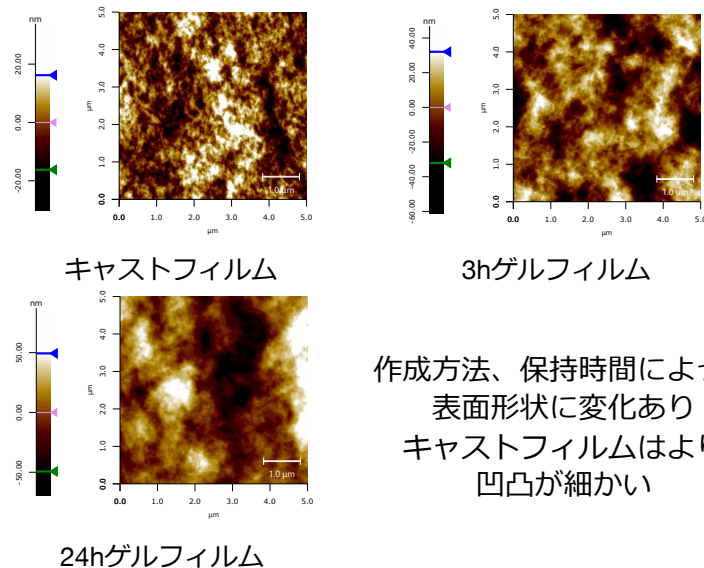 nm
20.00
0.00
-20.00
µm
5.0
4.0
3.0
2.0
1.0
0.0
1.0 µm
0.0 1.0 2.0 3.0 4.0 5.0
µm
キャストフィルム
nm
40.00
20.00
0.00
-20.00
-40.00
-60.00
µm
5.0
4.0
3.0
2.0
1.0
0.0
1.0 µm
0.0 1.0 2.0 3.0 4.0 5.0
µm
3hゲルフィルム
nm
50.00
0.00
-50.00
µm
5.0
4.0
3.0
2.0
1.0
0.0
1.0 µm
0.0 1.0 2.0 3.0 4.0 5.0
µm
24hゲルフィルム
作成方法、保持時間によっ
表面形状に変化あり
キャストフィルムはより
凹凸が細かい